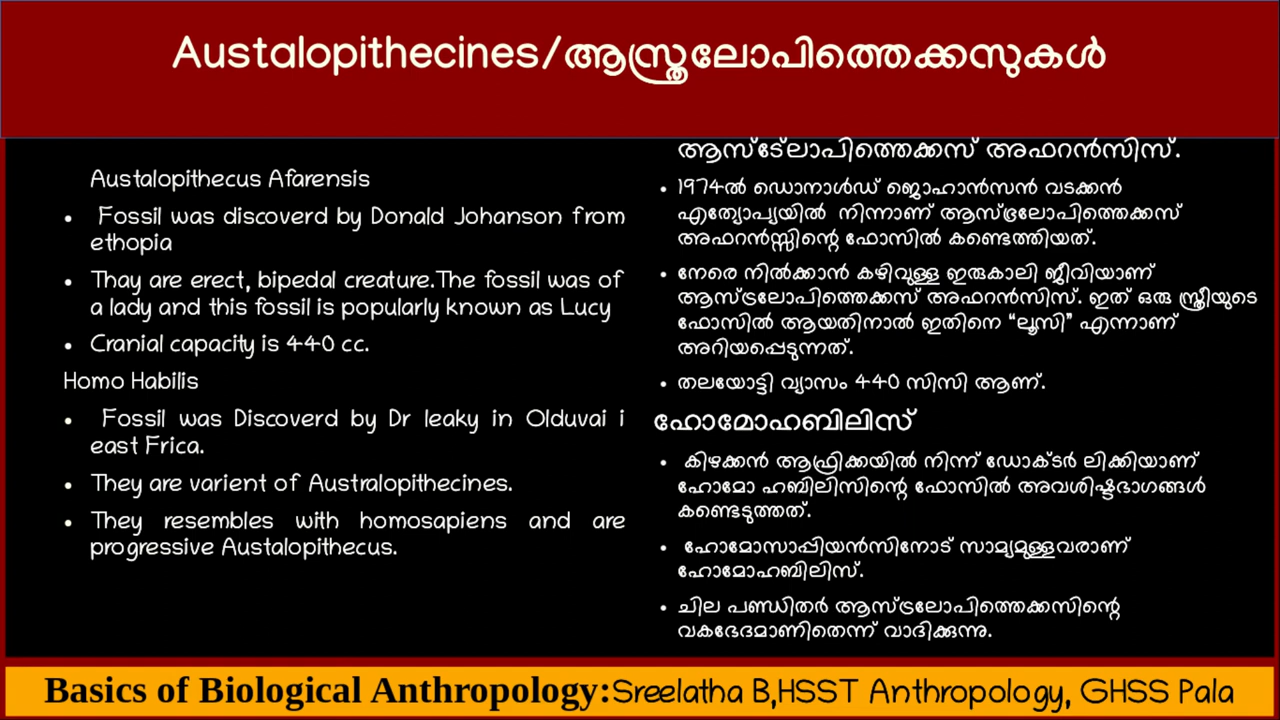 Austalopithecines/ആസ്ത്രലോപിത്തെക്കസുകൾ
Austalopithecus Afarensis
• Fossil was discoverd by Donald Johanson from
ethopia
• Thay are erect, bipedal creature.The fossil was of
a lady and this fossil is popularly known as Lucy
• Cranial capacity is 440 cc.
Homo Habilis
• Fossil was Discoverd by Dr leaky in Olduvai i
east Frica.
• They are varient of Australopithecines.
• They resembles with homosapiens and are
progressive Austalopithecus.
ആസ്ടേ്ലാപിത്തെക്കസ് അഫറൻസിസ്.
• 1974ൽ ഡൊനാൾഡ് ജൊഹാൻസൻ വടക്കൻ
എത്യോപ്യയിൽ നിന്നാണ് ആസ്ട്രലോപിത്തെക്കസ്
അഫറൻസ്സിന്റെ ഫോസിൽ കണ്ടെത്തിയത്.
• നേരെ നിൽക്കാൻ കഴിവുള്ള ഇരുകാലി ജീവിയാണ്
ആസ്ട്രലോപിത്തെക്കസ് അഫറൻസിസ്. ഇത് ഒരു സ്ത്രീയുടെ
ഫോസിൽ ആയതിനാൽ ഇതിനെ “ലൂസി” എന്നാണ്
അറിയപ്പെടുന്നത്.
• തലയോട്ടി വ്യാസം 440 സിസി ആണ്.
ഹോമോഹബിലിസ്
• കിഴക്കൻ ആഫ്രിക്കയിൽ നിന്ന് ഡോക്ടർ ലിക്കിയാണ്
ഹോമോ ഹബിലിസിന്റെ ഫോസിൽ അവശിഷ്ടഭാഗങ്ങൾ
കണ്ടെടുത്തത്.
• ഹോമോസാപ്പിയൻസിനോട് സാമ്യമുള്ളവരാണ്
ഹോമോഹബിലിസ്.
• ചില പണ്ഡിതർ ആസ്ട്രലോപിത്തെക്കസിന്റെ
വകഭേദമാണിതെന്ന് വാദിക്കുന്നു.
Basics of Biological Anthropology:Sreelatha B,HSST Anthropology, GHSS Pala